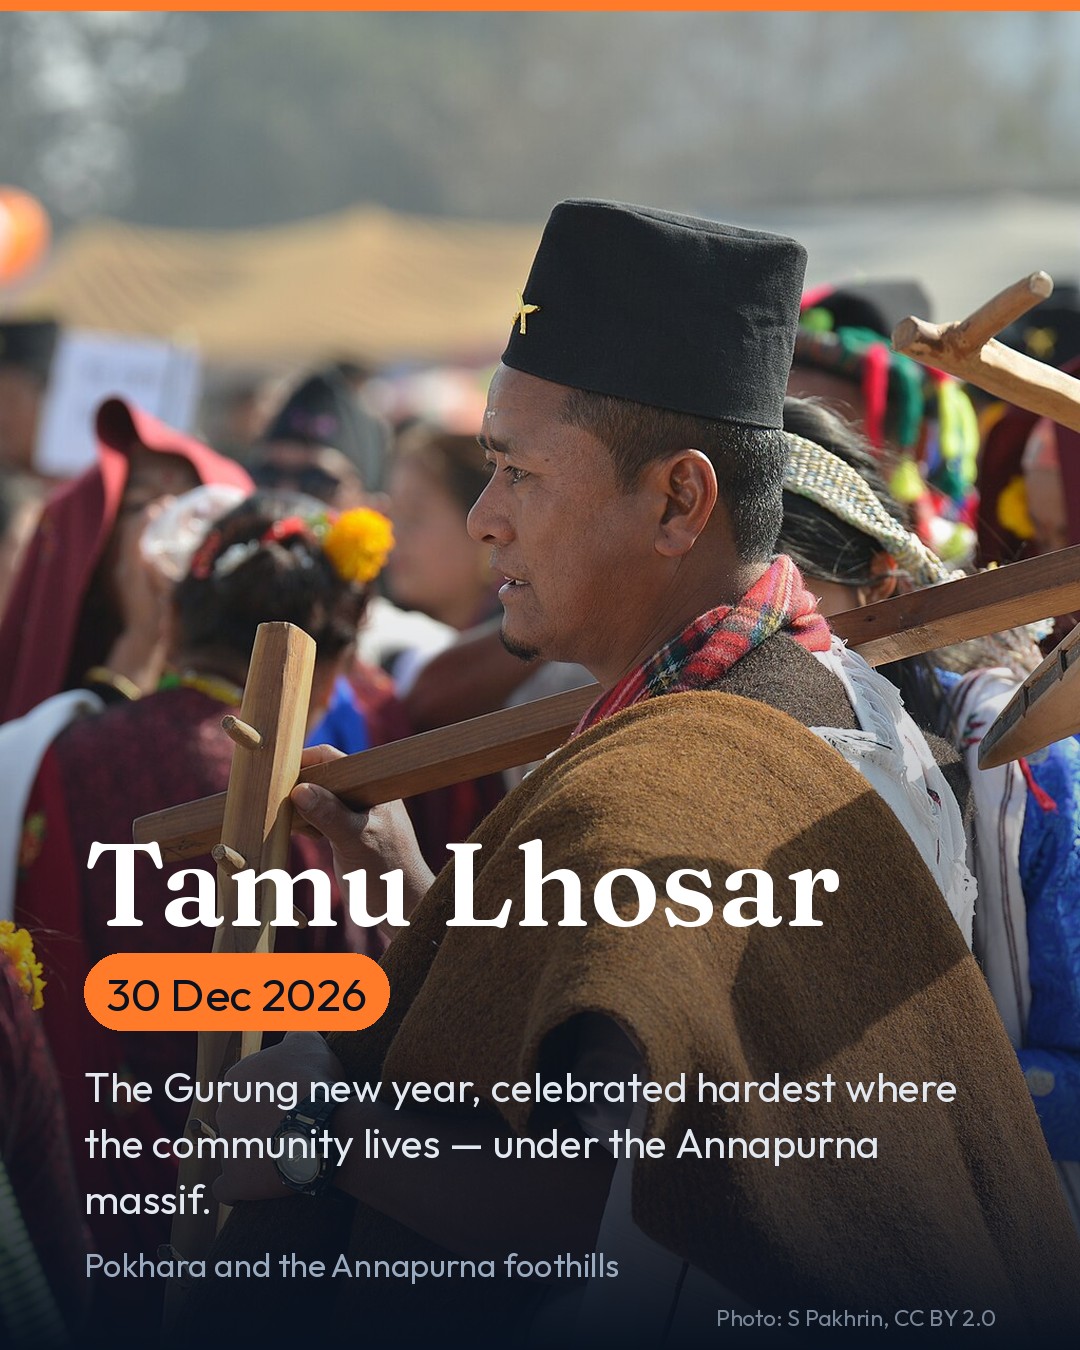 Tamu Lhosar
30 Dec 2026
The Gurung new year, celebrated hardest where
the community lives — under the Annapurna
massif.
Pokhara and the Annapurna foothills
Photo: S Pakhrin, CC BY 2.0